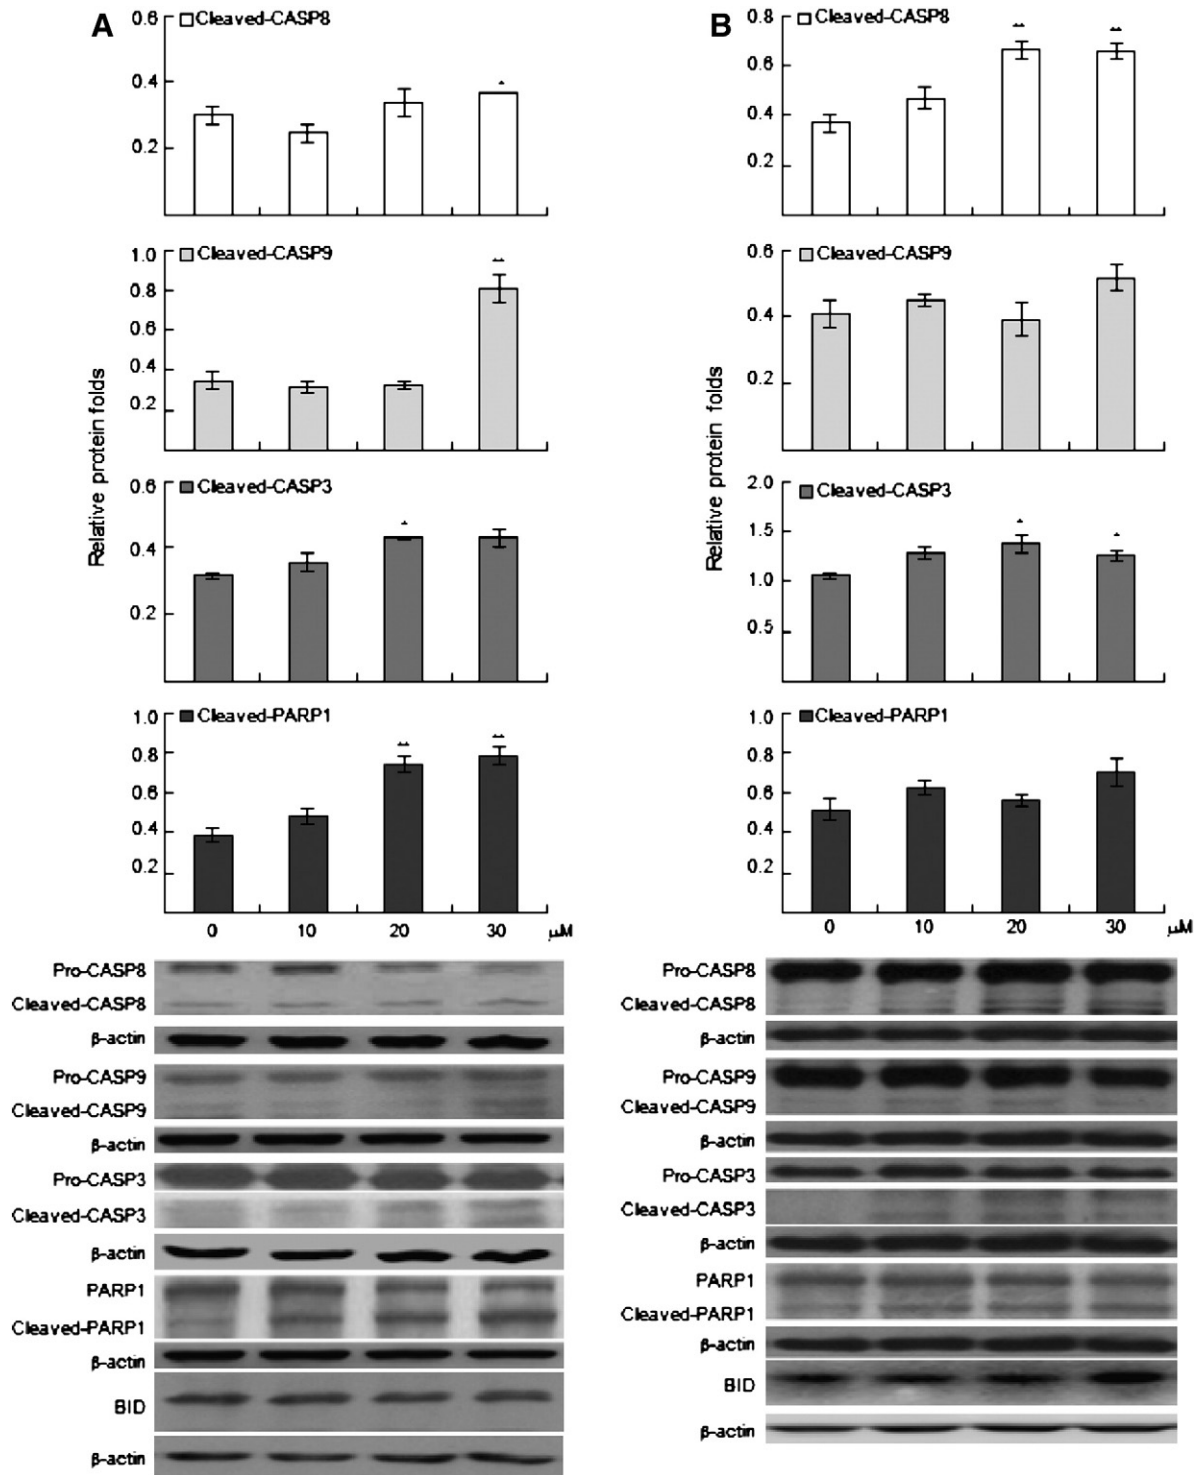 A
0.6
Cleaved-CASP8
0.4
*
0.2
1.0
Cleaved-CASP9
**
0.8
0.6
0.4
0.2
Relative protein folds
0.6
Cleaved-CASP3
*
0.4
0.2
1.0
Cleaved-PARP1
**
**
0.8
0.6
0.4
0.2
0 10 20 30 μM
Pro-CASP8
Cleaved-CASP8
β-actin
Pro-CASP9
Cleaved-CASP9
β-actin
Pro-CASP3
Cleaved-CASP3
β-actin
PARP1
Cleaved-PARP1
β-actin
BID
β-actin
B
0.8
Cleaved-CASP8
**
**
0.6
0.4
0.2
0.6
Cleaved-CASP9
0.4
0.2
Relative protein folds
2.0
Cleaved-CASP3
*
*
1.5
1.0
0.5
1.0
Cleaved-PARP1
0.8
0.6
0.4
0.2
0 10 20 30 μM
Pro-CASP8
Cleaved-CASP8
β-actin
Pro-CASP9
Cleaved-CASP9
β-actin
Pro-CASP3
Cleaved-CASP3
β-actin
PARP1
Cleaved-PARP1
β-actin
BID
β-actin